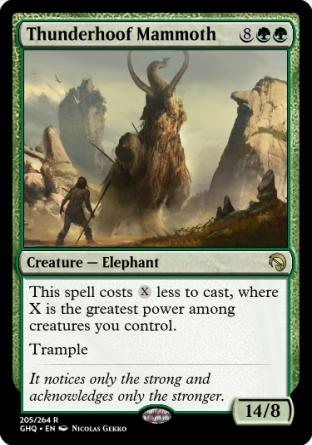 Thunderhoof Mammoth 8
Creature — Elephant
This spell costs X less to cast, where
X is the greatest power among
creatures you control.
Trample
It notices only the strong and
acknowledges only the stronger.
14/8
205/264 R
GHQ • EN Nicolas Gekko